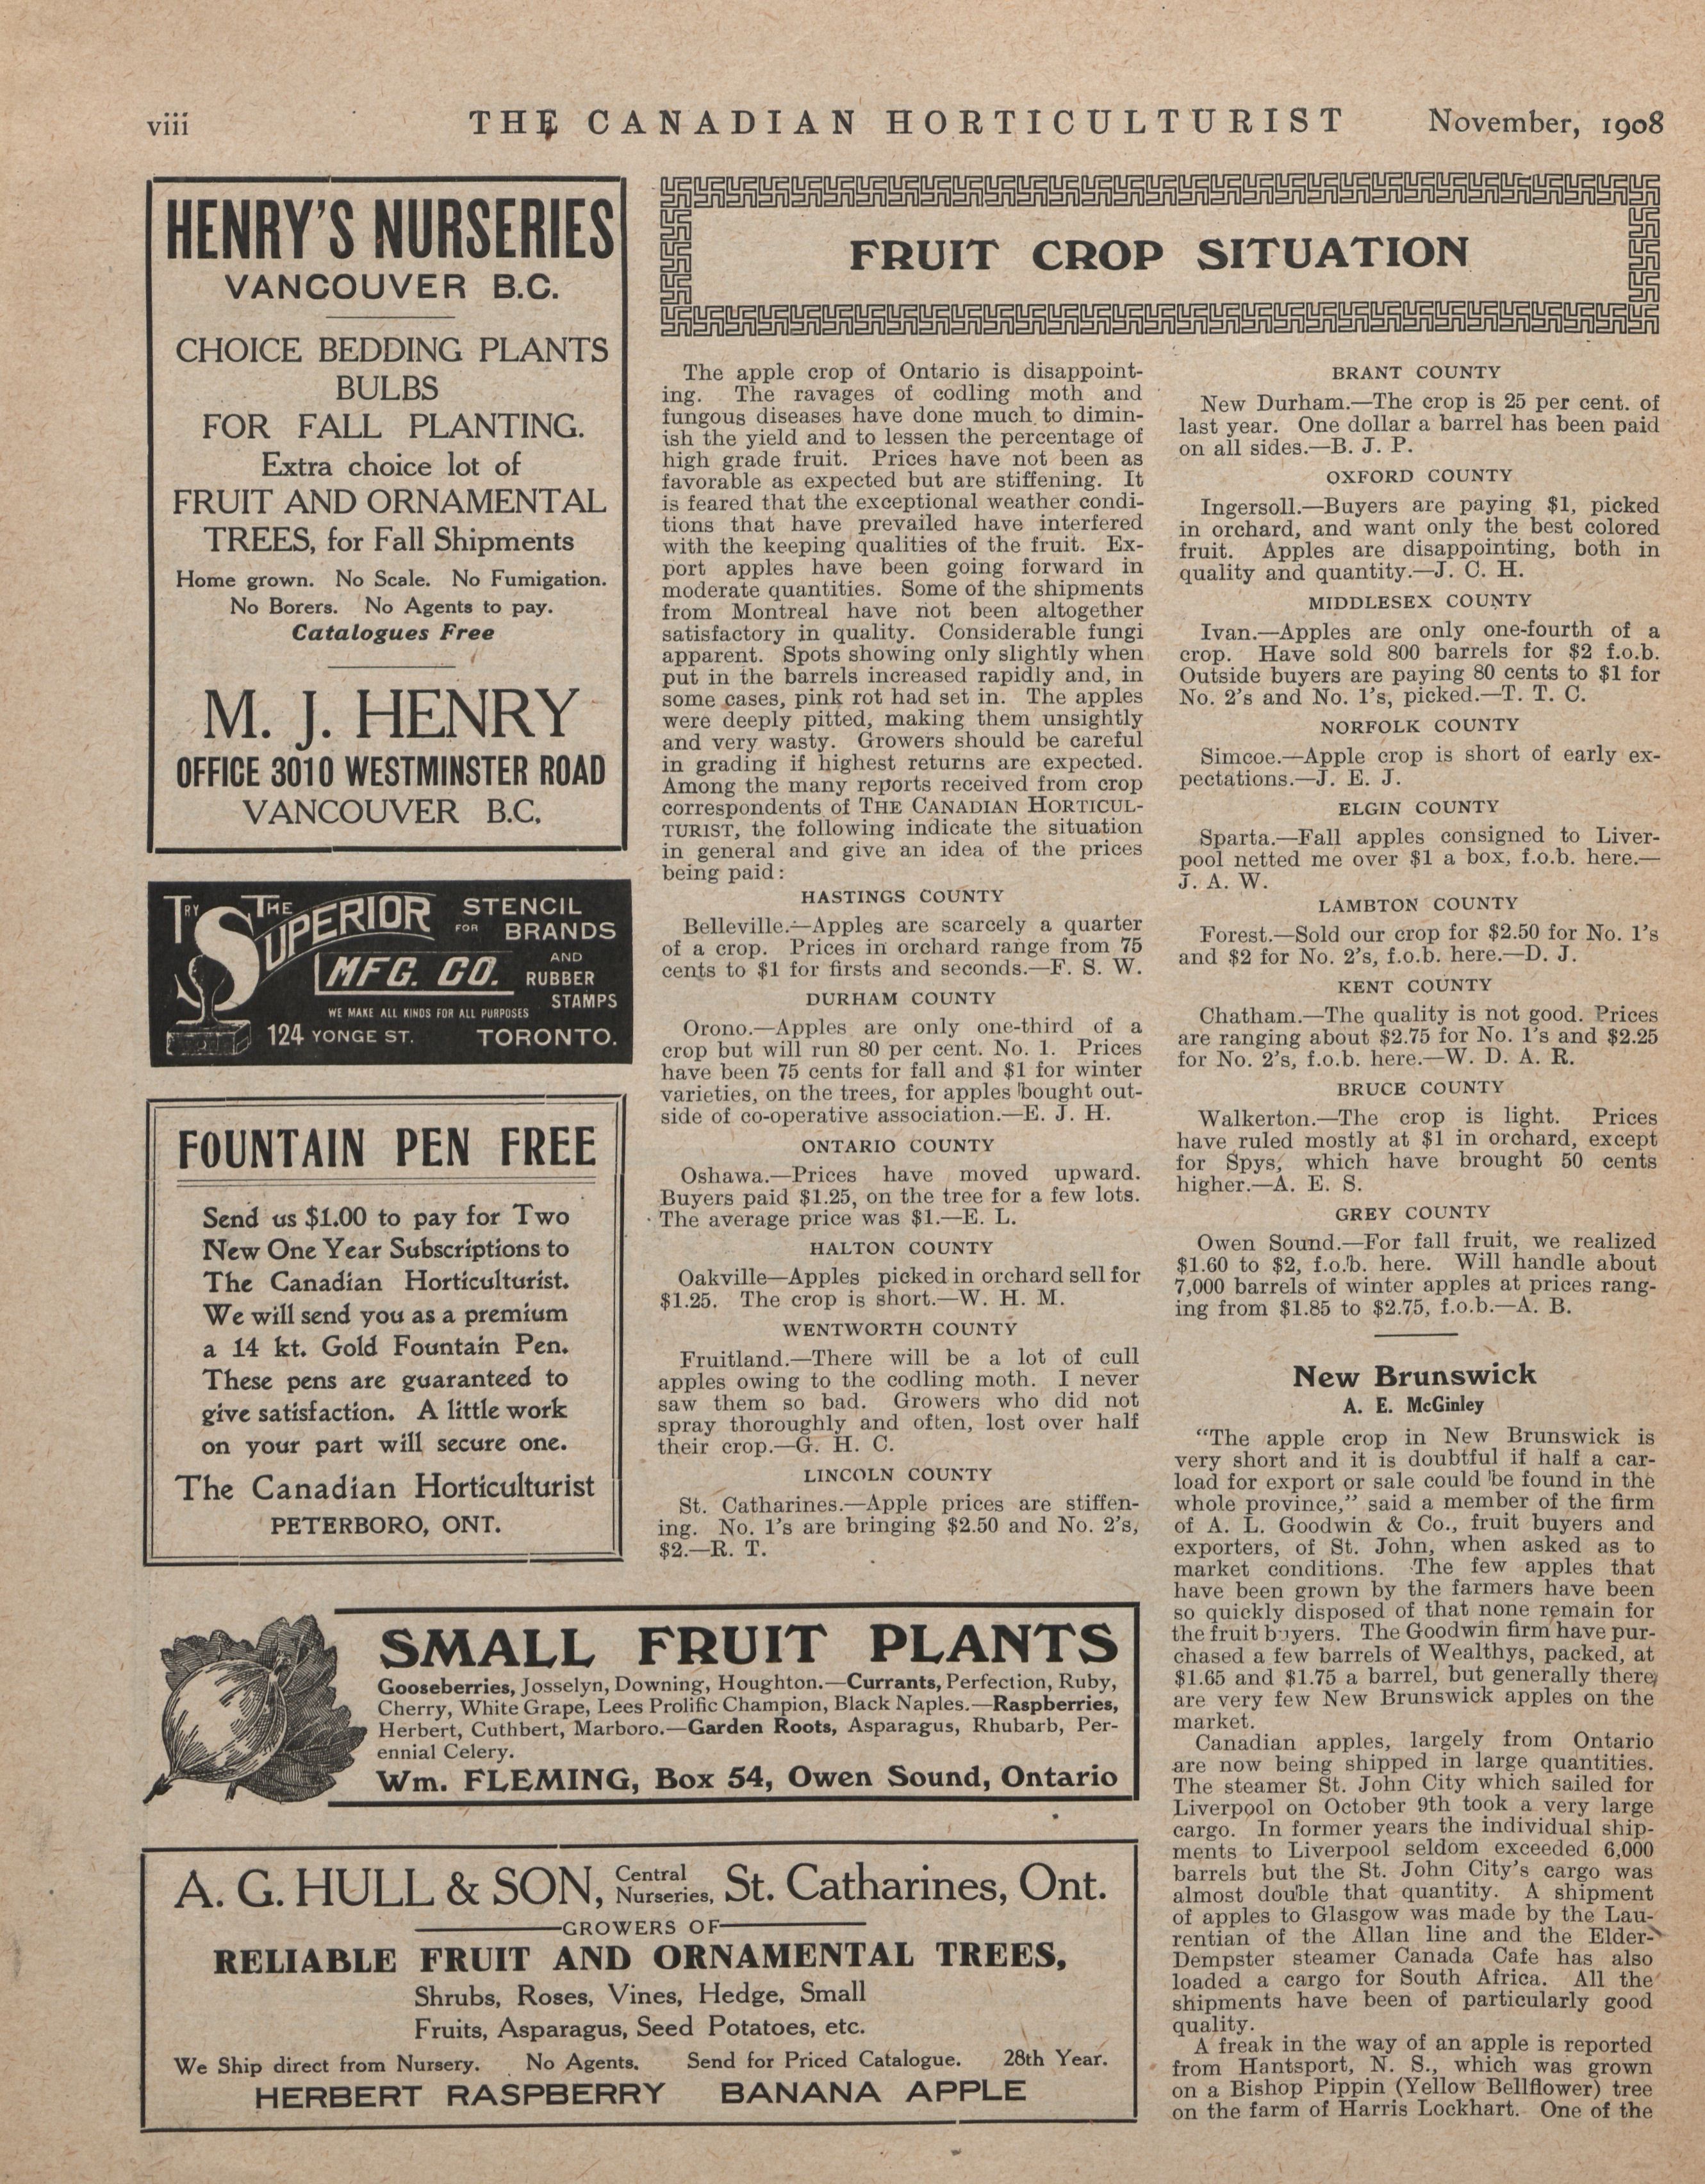 viii
THE CANADIAN HORTICULTURIST
November, 1908
HENRY'S NURSERIES
VANCOUVER B.C.
CHOICE BEDDING PLANTS
BULBS
FOR FALL PLANTING.
Extra choice lot of
FRUIT AND ORNAMENTAL
TREES, for Fall Shipments
Home grown. No Scale. No Fumigation.
No Borers. No Agents to pay.
Catalogues Free
M. J. HENRY
OFFICE 3010 WESTMINSTER ROAD
VANCOUVER B.C.
TRY THE SUPERIOR MFG. CO.
FOR STENCIL
BRANDS
AND
RUBBER
STAMPS
WE MAKE ALL KINDS FOR ALL PURPOSES
124 YONGE ST. TORONTO.
FOUNTAIN PEN FREE
Send us $1.00 to pay for Two
New One Year Subscriptions to
The Canadian Horticulturist.
We will send you as a premium
a 14 kt. Gold Fountain Pen.
These pens are guaranteed to
give satisfaction. A little work
on your part will secure one.
The Canadian Horticulturist
PETERBORO, ONT.
FRUIT CROP SITUATION
The apple crop of Ontario is disappoint-
ing. The ravages of codling moth and
fungous diseases have done much to dimin-
ish the yield and to lessen the percentage of
high grade fruit. Prices have not been as
favorable as expected but are stiffening. It
is feared that the exceptional weather condi-
tions that have prevailed have interfered
with the keeping qualities of the fruit. Ex-
port apples have been going forward in
moderate quantities. Some of the shipments
from Montreal have not been altogether
satisfactory in quality. Considerable fungi
apparent. Spots showing only slightly when
put in the barrels increased rapidly and, in
some cases, pink rot had set in. The apples
were deeply pitted, making them unsightly
and very wasty. Growers should be careful
in grading if highest returns are expected.
Among the many reports received from crop
correspondents of THE CANADIAN HORTICUL-
TURIST, the following indicate the situation
in general and give an idea of the prices
being paid:
HASTINGS COUNTY
Belleville.—Apples are scarcely a quarter
of a crop. Prices in orchard range from 75
cents to $1 for firsts and seconds.—F. S. W.
DURHAM COUNTY
Orono.—Apples are only one-third of a
crop but will run 80 per cent. No. 1. Prices
have been 75 cents for fall and $1 for winter
varieties, on the trees, for apples bought out-
side of co-operative association.—E. J. H.
ONTARIO COUNTY
Oshawa.—Prices have moved upward.
Buyers paid $1.25, on the tree for a few lots.
The average price was $1.—E. L.
HALTON COUNTY
Oakville—Apples picked in orchard sell for
$1.25. The crop is short.—W. H. M.
WENTWORTH COUNTY
Fruitland.—There will be a lot of cull
apples owing to the codling moth. I never
saw them so bad. Growers who did not
spray thoroughly and often, lost over half
their crop.—G. H. C.
LINCOLN COUNTY
St. Catharines.—Apple prices are stiffen-
ing. No. 1's are bringing $2.50 and No. 2's,
$2.—R. T.
BRANT COUNTY
New Durham.—The crop is 25 per cent. of
last year. One dollar a barrel has been paid
on all sides.—B. J. P.
OXFORD COUNTY
Ingersoll.—Buyers are paying $1, picked
in orchard, and want only the best colored
fruit. Apples are disappointing, both in
quality and quantity.—J. C. H.
MIDDLESEX COUNTY
Ivan.—Apples are only one-fourth of a
crop. Have sold 800 barrels for $2 f.o.b.
Outside buyers are paying 80 cents to $1 for
No. 2's and No. 1's, picked.—T. T. C.
NORFOLK COUNTY
Simcoe.—Apple crop is short of early ex-
pectations.—J. E. J.
ELGIN COUNTY
Sparta.—Fall apples consigned to Liver-
pool netted me over $1 a box, f.o.b. here.—
J. A. W.
LAMBTON COUNTY
Forest.—Sold our crop for $2.50 for No. 1's
and $2 for No. 2's, f.o.b. here.—D. J.
KENT COUNTY
Chatham.—The quality is not good. Prices
are ranging about $2.75 for No. 1's and $2.25
for No. 2's, f.o.b. here.—W. D. A. R.
BRUCE COUNTY
Walkerton.—The crop is light. Prices
have ruled mostly at $1 in orchard, except
for Spys, which have brought 50 cents
higher.—A. E. S.
GREY COUNTY
Owen Sound.—For fall fruit, we realized
$1.60 to $2, f.o.b. here. Will handle about
7,000 barrels of winter apples at prices rang-
ing from $1.85 to $2.75, f.o.b.—A. B.
New Brunswick
A. E. McGinley
"The apple crop in New Brunswick is
very short and it is doubtful if half a car-
load for export or sale could be found in the
whole province," said a member of the firm
of A. L. Goodwin & Co., fruit buyers and
exporters, of St. John, when asked as to
market conditions. The few apples that
have been grown by the farmers have been
so quickly disposed of that none remain for
the fruit buyers. The Goodwin firm have pur-
chased a few barrels of Wealthys, packed, at
$1.65 and $1.75 a barrel, but generally there
are very few New Brunswick apples on the
market.
Canadian apples, largely from Ontario
are now being shipped in large quantities.
The steamer St. John City which sailed for
Liverpool on October 9th took a very large
cargo. In former years the individual ship-
ments to Liverpool seldom exceeded 6,000
barrels but the St. John City's cargo was
almost double that quantity. A shipment
of apples to Glasgow was made by the Lau-
rentian of the Allan line and the Elder-
Dempster steamer Canada Cafe has also
loaded a cargo for South Africa. All the
shipments have been of particularly good
quality.
A freak in the way of an apple is reported
from Hantsport, N. S., which was grown
on a Bishop Pippin (Yellow Bellflower) tree
on the farm of Harris Lockhart. One of the
SMALL FRUIT PLANTS
Gooseberries, Josselyn, Downing, Houghton.—Currants, Perfection, Ruby,
Cherry, White Grape, Lees Prolific Champion, Black Naples.—Raspberries,
Herbert, Cuthbert, Marboro.—Garden Roots, Asparagus, Rhubarb, Per-
ennial Celery.
Wm. FLEMING, Box 54, Owen Sound, Ontario
A. G. HULL & SON, Central Nurseries, St. Catharines, Ont.
GROWERS OF
RELIABLE FRUIT AND ORNAMENTAL TREES,
Shrubs, Roses, Vines, Hedge, Small
Fruits, Asparagus, Seed Potatoes, etc.
We Ship direct from Nursery. No Agents. Send for Priced Catalogue. 28th Year.
HERBERT RASPBERRY BANANA APPLE